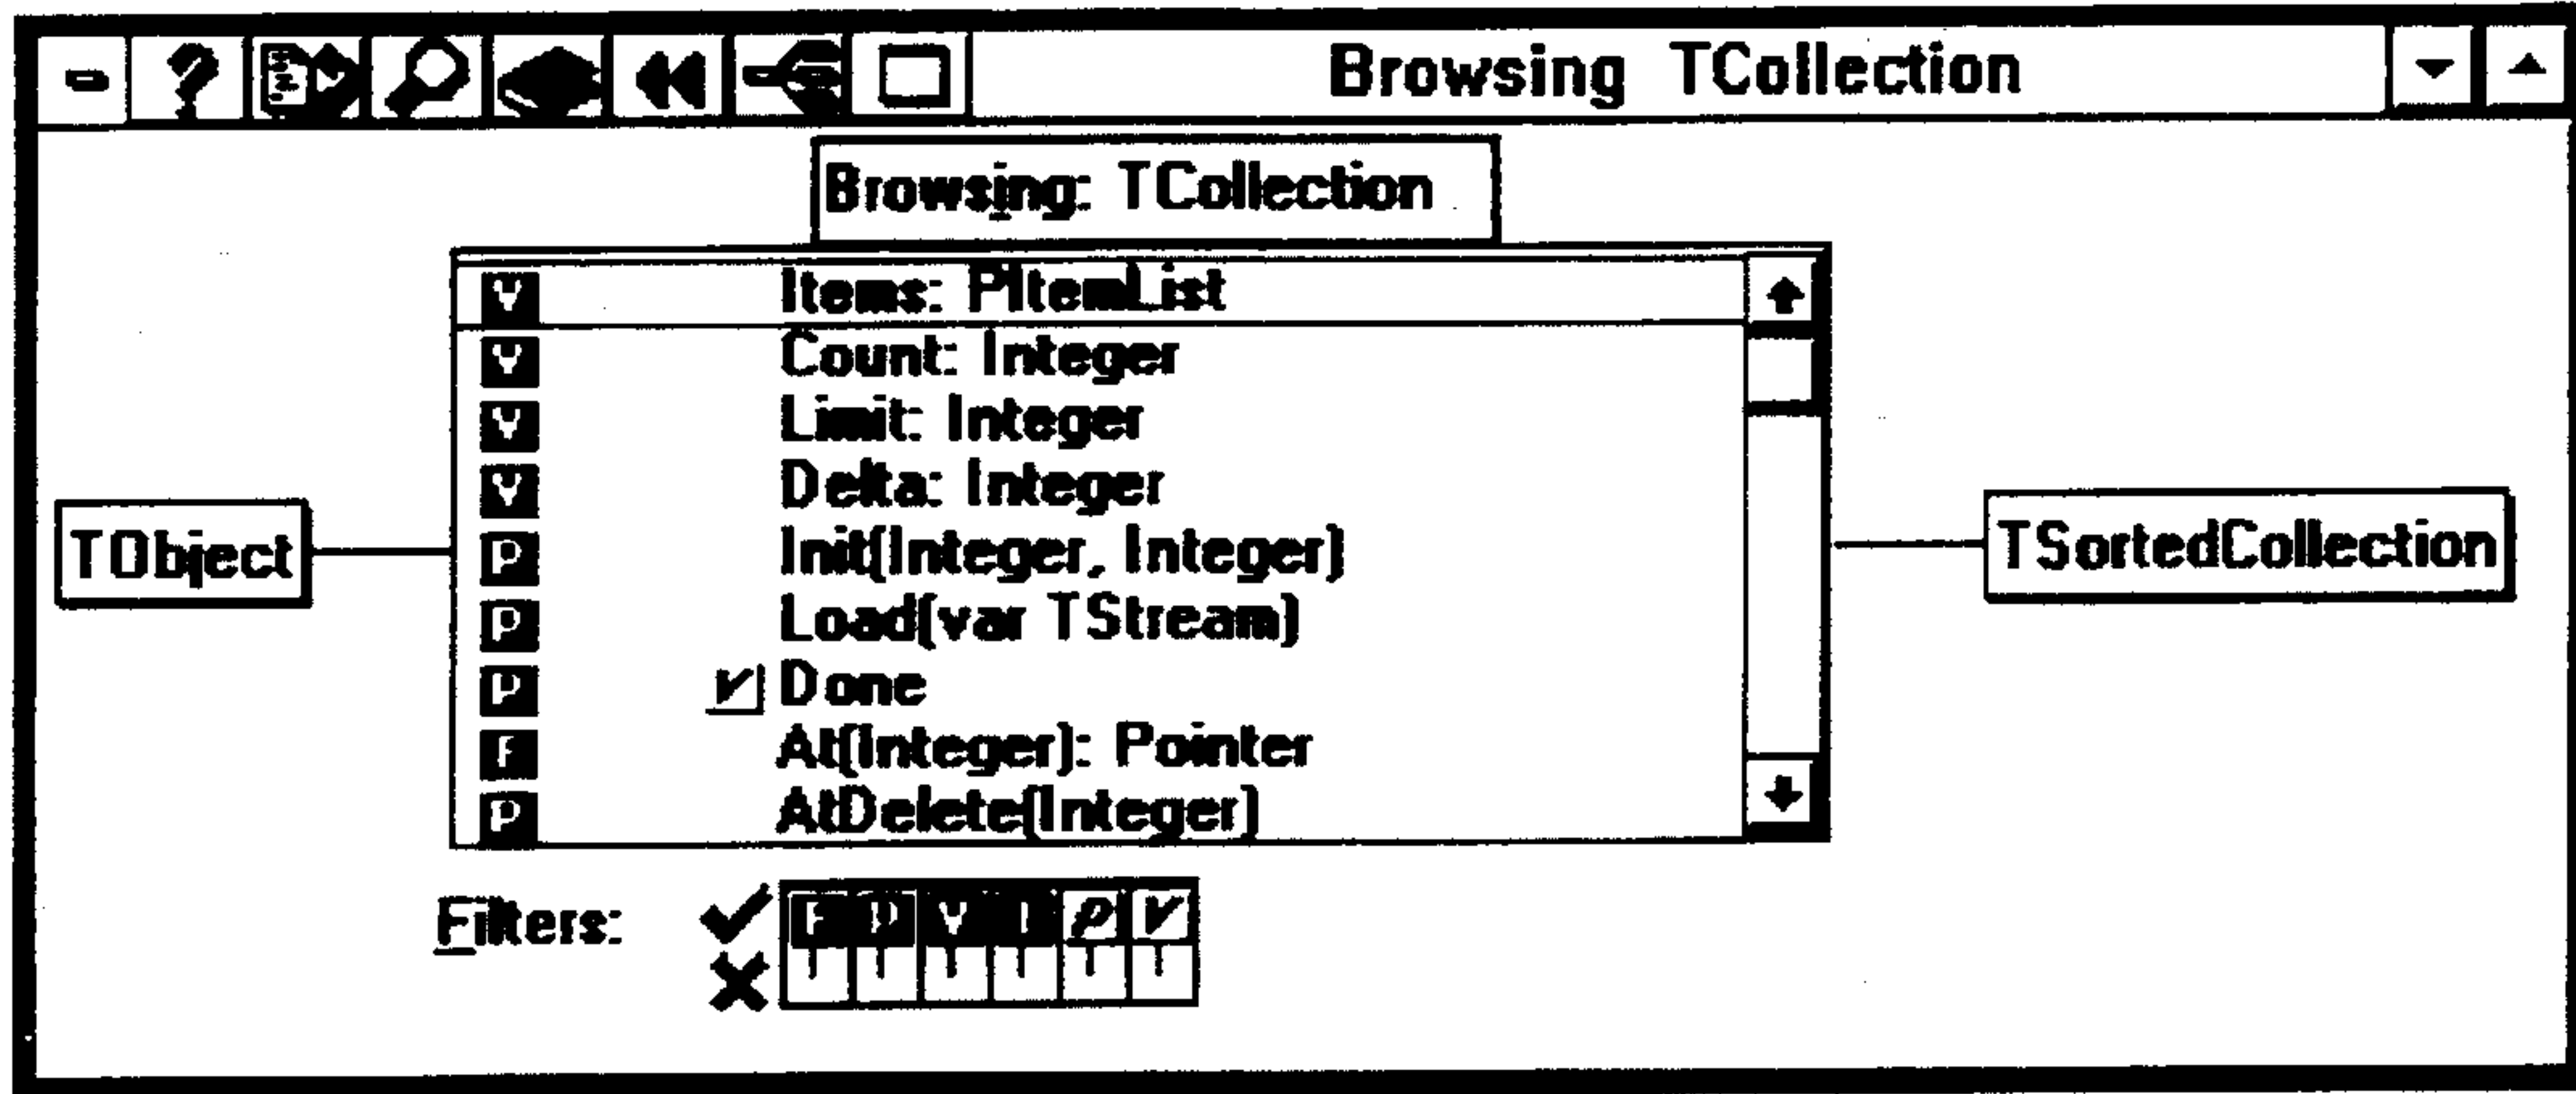 Browsing TCollection
Browsing: TCollection
V Items: PItemList
V Count: Integer
V Limit: Integer
V Delta: Integer
P Init(Integer, Integer)
P Load(var TStream)
P V Done
F At(Integer): Pointer
P AtDelete(Integer)
TObject
TSortedCollection
Filters: F P V I P V